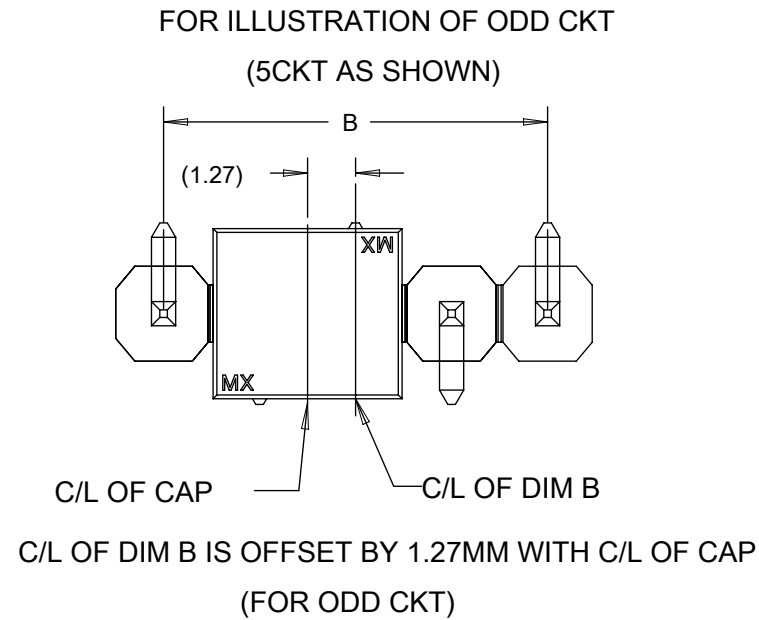 FOR ILLUSTRATION OF ODD CKT
(5CKT AS SHOWN)
B
(1.27)
MX
MX
C/L OF CAP
C/L OF DIM B
C/L OF DIM B IS OFFSET BY 1.27MM WITH C/L OF CAP
(FOR ODD CKT)